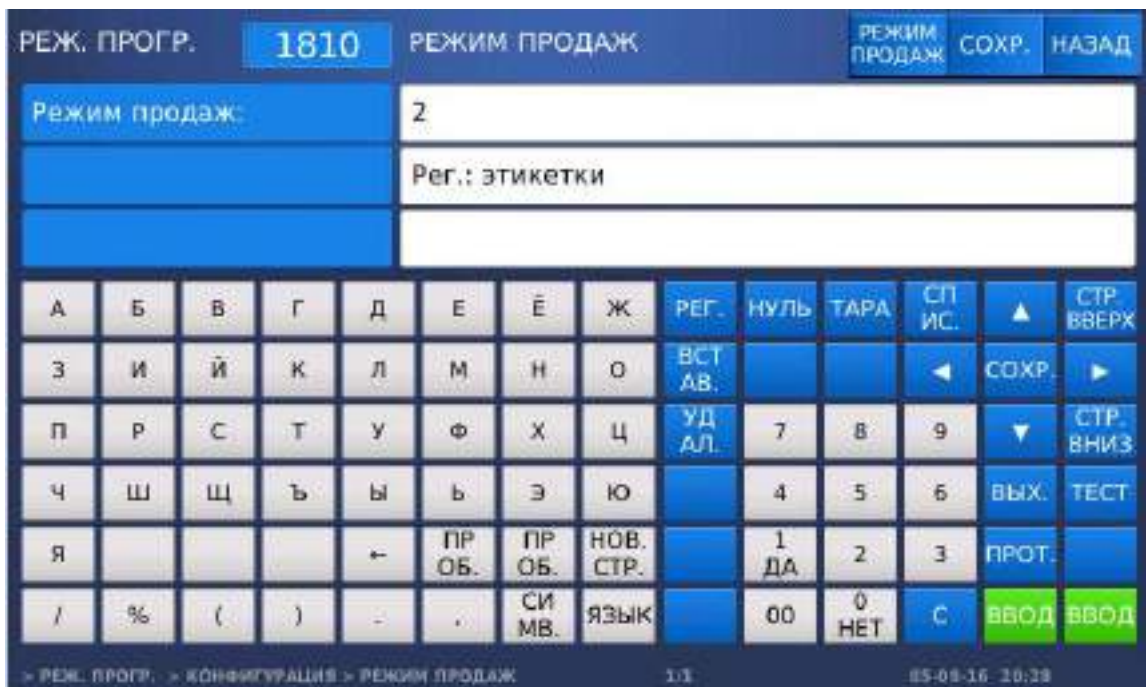 РЕЖ. ПРОГР. 1810 РЕЖИМ ПРОДАЖ РЕЖИМ ПРОДАЖ СОХР. НАЗАД
Режим продаж: 2
Рег.: этикетки
А Б В Г Д Е Ё Ж РЕГ. НУЛЬ ТАРА СП ИС. ▲ СТР. ВВЕРХ
З И Й К Л М Н О ВСТ АВ. ◄ СОХР. ►
П Р С Т У Ф Х Ц УД АЛ. 7 8 9 ▼ СТР. ВНИЗ
Ч Ш Щ Ъ Ы Ь Э Ю 4 5 6 ВЫХ. ТЕСТ
Я ← ПР ОБ. ПР ОБ. НОВ. СТР. 1 ДА 2 3 ПРОТ.
/ % ( ) - , СИ МВ. ЯЗЫК 00 0 НЕТ С ВВОД ВВОД
> РЕЖ. ПРОГР. > КОНФИГУРАЦИЯ > РЕЖИМ ПРОДАЖ 1/1 05-08-16 20:28